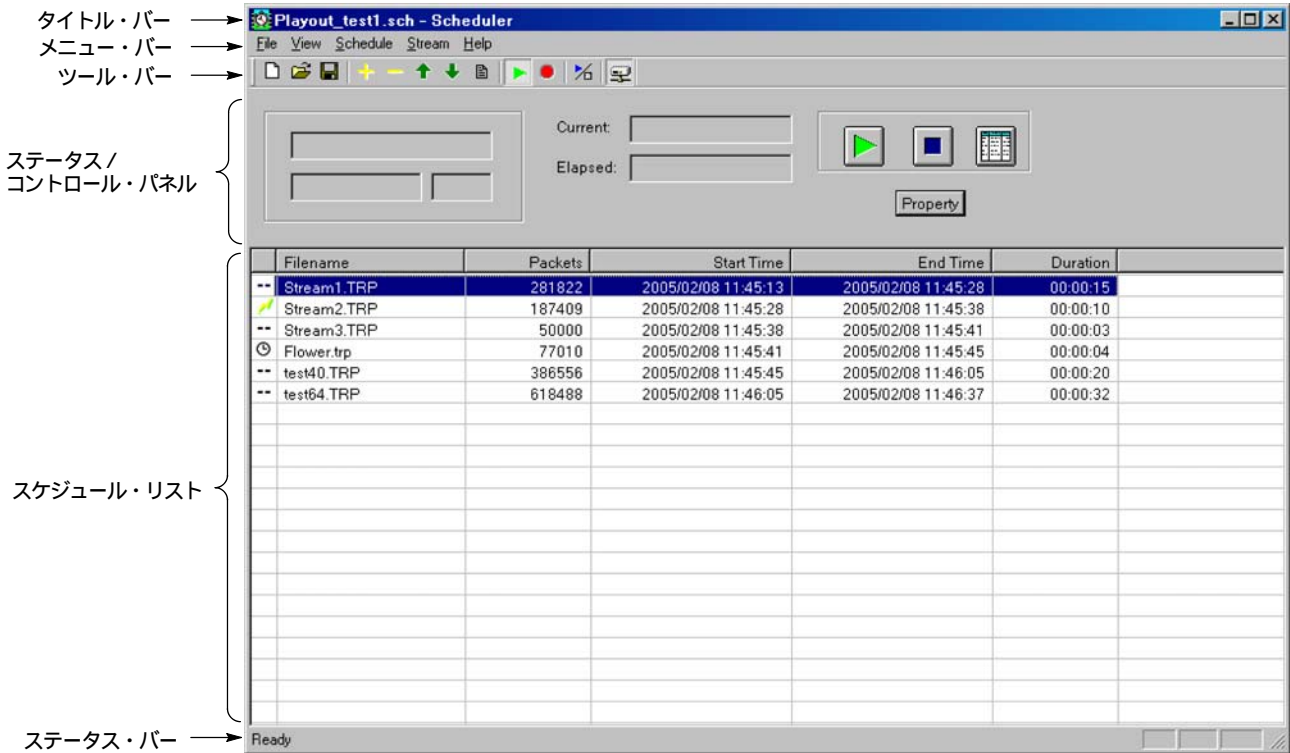 タイトル・バー
Playout_test1.sch - Scheduler
メニュー・バー
File View Schedule Stream Help
ツール・バー
ステータス /
コントロール・パネル
Current:
Elapsed:
Property
スケジュール・リスト
Filename Packets Start Time End Time Duration
-- Stream1.TRP 281822 2005/02/08 11:45:13 2005/02/08 11:45:28 00:00:15
Stream2.TRP 187409 2005/02/08 11:45:28 2005/02/08 11:45:38 00:00:10
-- Stream3.TRP 50000 2005/02/08 11:45:38 2005/02/08 11:45:41 00:00:03
Flower.trp 77010 2005/02/08 11:45:41 2005/02/08 11:45:45 00:00:04
-- test40.TRP 386556 2005/02/08 11:45:45 2005/02/08 11:46:05 00:00:20
-- test64.TRP 618488 2005/02/08 11:46:05 2005/02/08 11:46:37 00:00:32
ステータス・バー
Ready